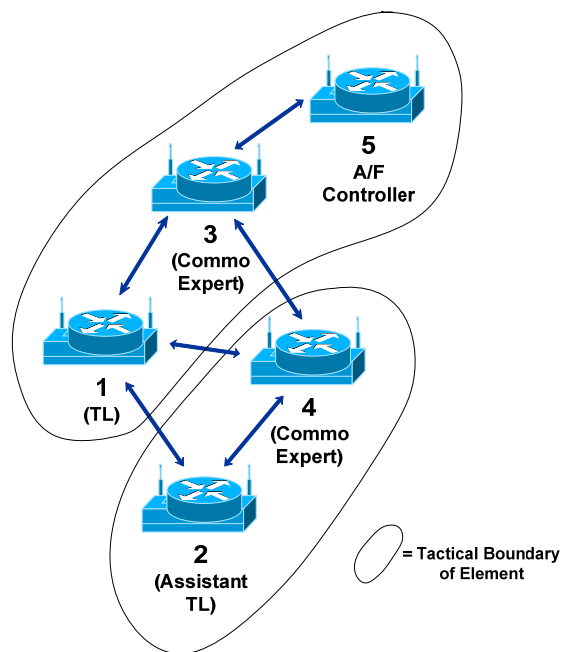 5
A/F
Controller
3
(Commo
Expert)
1
(TL)
4
(Commo
Expert)
2
(Assistant
TL)
= Tactical Boundary
of Element